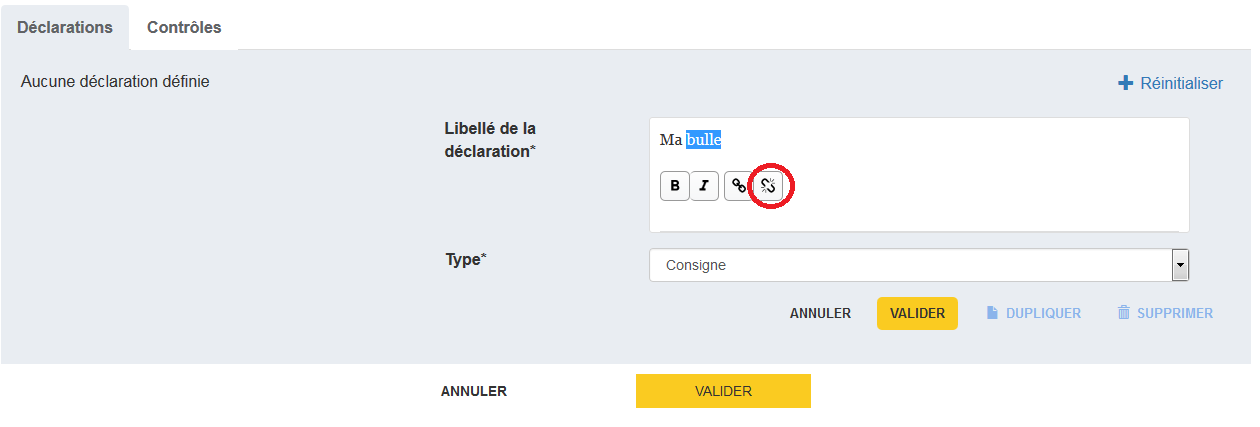 Déclarations Contrôles
Aucune déclaration définie
Réinitialiser
Libellé de la
déclaration*
Ma bulle
B I
Type*
Consigne
ANNULER VALIDER DUPLIQUER SUPPRIMER
ANNULER VALIDER